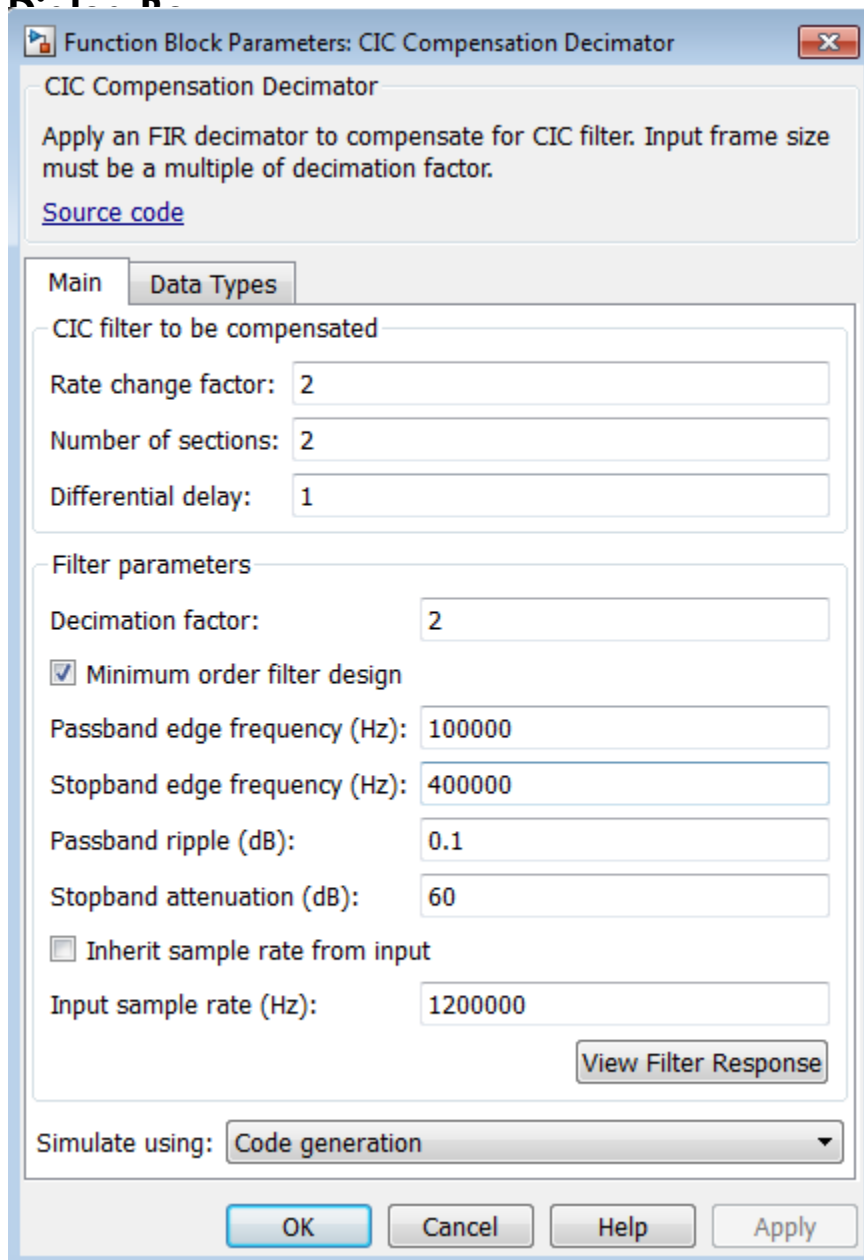 Function Block Parameters: CIC Compensation Decimator
CIC Compensation Decimator
Apply an FIR decimator to compensate for CIC filter. Input frame size
must be a multiple of decimation factor.
Source code
Main Data Types
CIC filter to be compensated
Rate change factor: 2
Number of sections: 2
Differential delay: 1
Filter parameters
Decimation factor: 2
Minimum order filter design
Passband edge frequency (Hz): 100000
Stopband edge frequency (Hz): 400000
Passband ripple (dB): 0.1
Stopband attenuation (dB): 60
Inherit sample rate from input
Input sample rate (Hz): 1200000
View Filter Response
Simulate using: Code generation
OK Cancel Help Apply